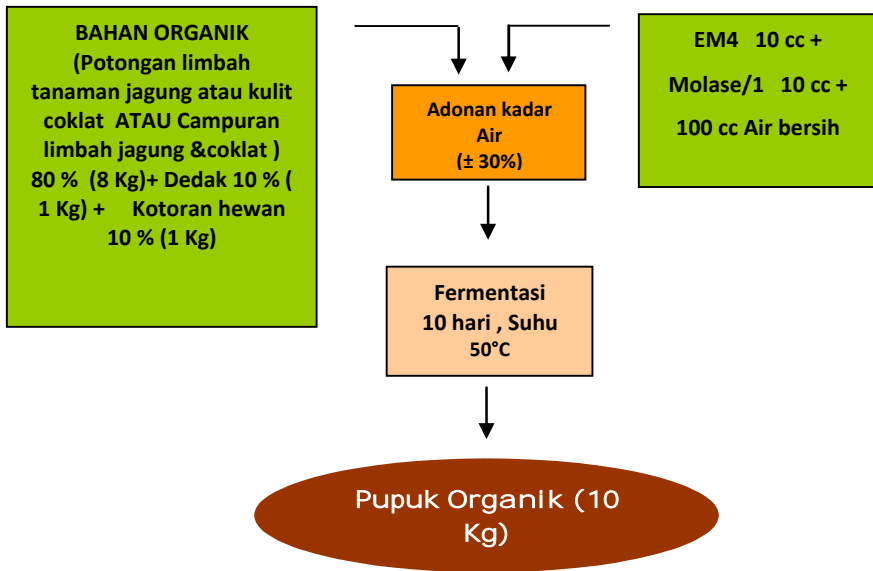 BAHAN ORGANIK
(Potongan limbah
tanaman jagung atau kulit
coklat ATAU Campuran
limbah jagung &coklat )
80 % (8 Kg)+ Dedak 10 % (
1 Kg) + Kotoran hewan
10 % (1 Kg)
EM4 10 cc +
Molase/1 10 cc +
100 cc Air bersih
Adonan kadar
Air
(± 30%)
Fermentasi
10 hari , Suhu
50°C
Pupuk Organik (10
Kg)